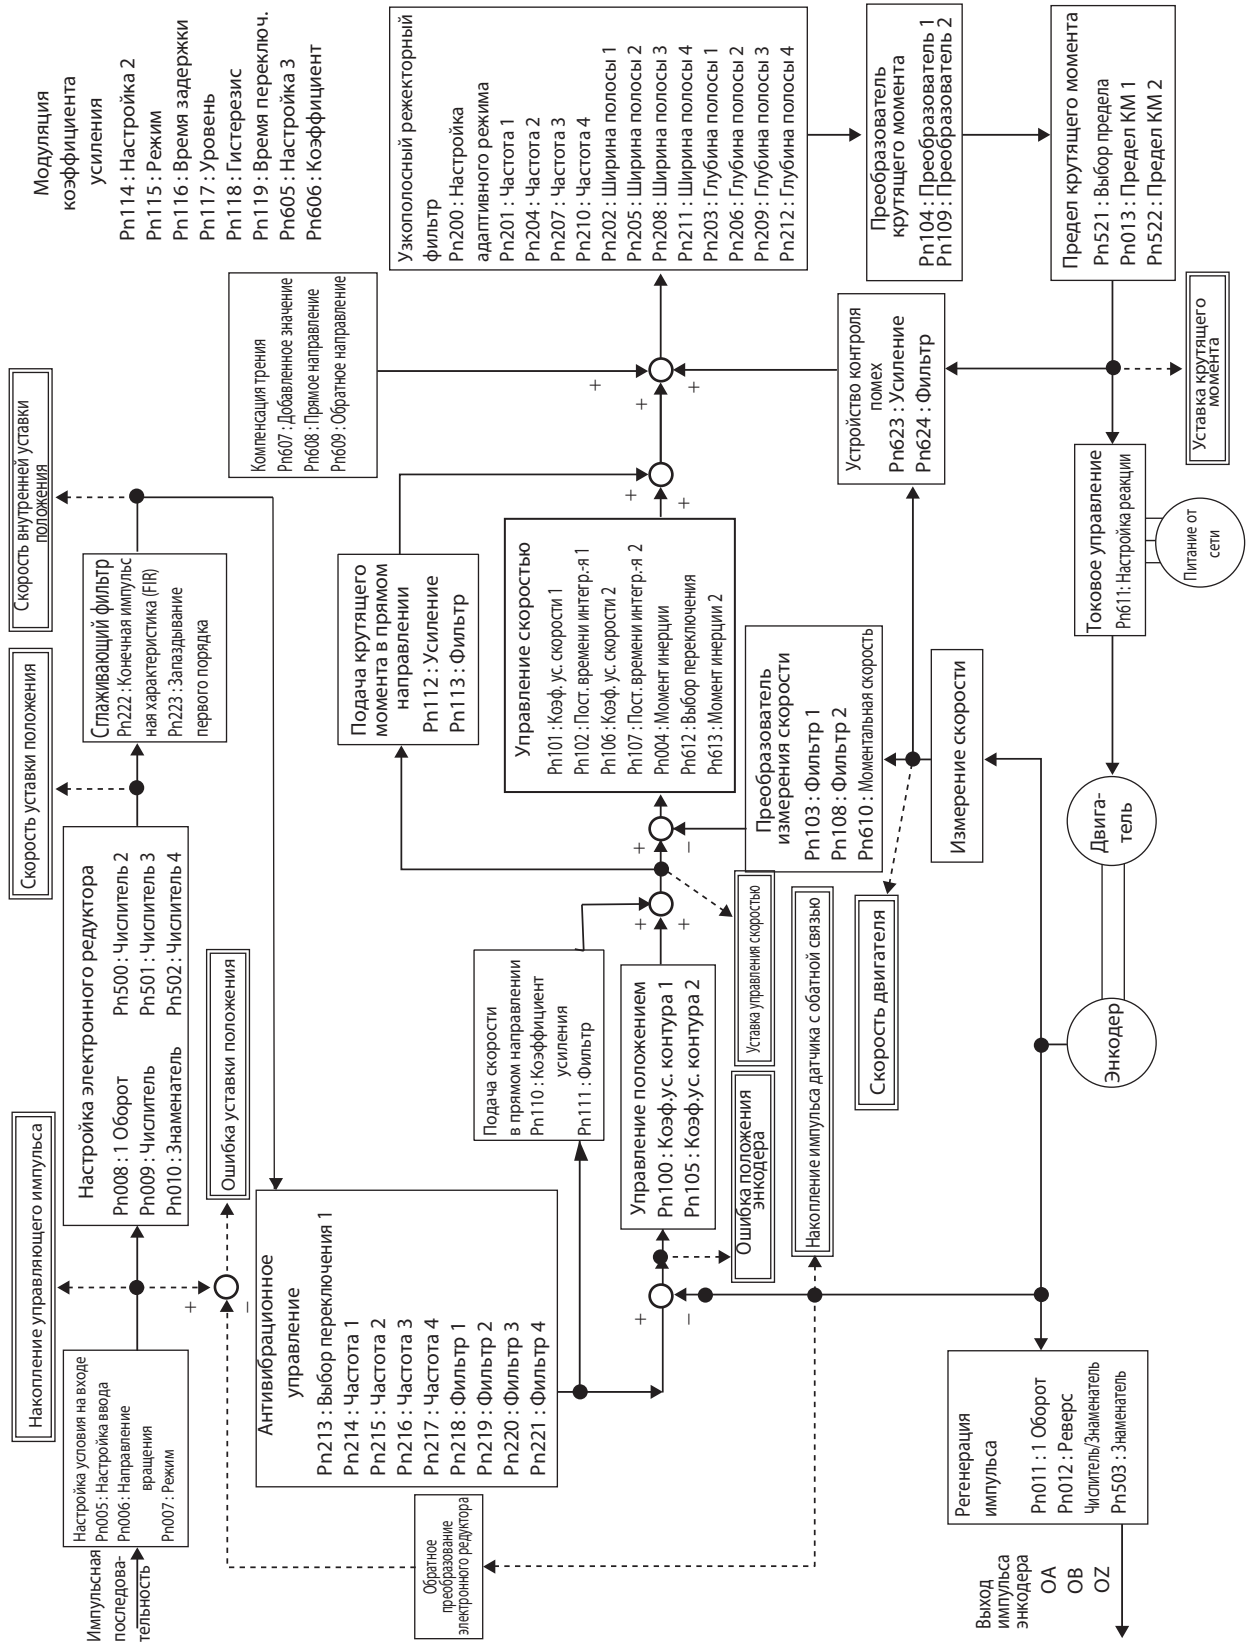 Импульсная
последова-
тельность
Настройка условия на входе
Pn005 : Настройка ввода
Pn006 : Направление
вращения
Pn007 : Режим
Накопление управляющего импульса
Настройка электронного редуктора
Pn008 : 1 Оборот
Pn009 : Числитель
Pn010 : Знаменатель
Pn500 : Числитель 2
Pn501 : Числитель 3
Pn502 : Числитель 4
Скорость уставки положения
Сглаживающий фильтр
Pn222 : Конечная импульс
ная характеристика (FIR)
Pn223 : Запаздывание
первого порядка
Скорость внутренней уставки
положения
Модуляция
коэффициента
усиления
Pn114 : Настройка 2
Pn115 : Режим
Pn116 : Время задержки
Pn117 : Уровень
Pn118 : Гистерезис
Pn119 : Время переключ.
Pn605 : Настройка 3
Pn606 : Коэффициент
+
−
Ошибка уставки положения
Обратное
преобразование
электронного редуктора
Антивибрационное
управление
Pn213 : Выбор переключения 1
Pn214 : Частота 1
Pn215 : Частота 2
Pn216 : Частота 3
Pn217 : Частота 4
Pn218 : Фильтр 1
Pn219 : Фильтр 2
Pn220 : Фильтр 3
Pn221 : Фильтр 4
Подача скорости
в прямом направлении
Pn110 : Коэффициент
усиления
Pn111 : Фильтр
+
−
Управление положением
Pn100 : Коэф.ус. контура 1
Pn105 : Коэф.ус. контура 2
Ошибка положения
энкодера
Накопление импульса датчика с обатной связью
+
+
Уставка управления скоростью
+
−
Подача крутящего
момента в прямом
направлении
Pn112 : Усиление
Pn113 : Фильтр
Управление скоростью
Pn101 : Коэф. ус. скорости 1
Pn102 : Пост. времени интегр.-я 1
Pn106 : Коэф. ус. скорости 2
Pn107 : Пост. времени интегр.-я 2
Pn004 : Момент инерции
Pn612 : Выбор переключения
Pn613 : Момент инерции 2
Преобразователь
измерения скорости
Pn103 : Фильтр 1
Pn108 : Фильтр 2
Pn610 : Моментальная скорость
Скорость двигателя
Измерение скорости
+
+
Компенсация трения
Pn607 : Добавленное значение
Pn608 : Прямое направление
Pn609 : Обратное направление
+
+
+
Устройство контроля
помех
Pn623 : Усиление
Pn624 : Фильтр
Узкополосный режекторный
фильтр
Pn200 : Настройка
адаптивного режима
Pn201 : Частота 1
Pn204 : Частота 2
Pn207 : Частота 3
Pn210 : Частота 4
Pn202 : Ширина полосы 1
Pn205 : Ширина полосы 2
Pn208 : Ширина полосы 3
Pn211 : Ширина полосы 4
Pn203 : Глубина полосы 1
Pn206 : Глубина полосы 2
Pn209 : Глубина полосы 3
Pn212 : Глубина полосы 4
Преобразователь
крутящего момента
Pn104 : Преобразователь 1
Pn109 : Преобразователь 2
Предел крутящего момента
Pn521 : Выбор предела
Pn013 : Предел КМ 1
Pn522 : Предел КМ 2
Уставка крутящего
момента
Токовое управление
Pn611: Настройка реакции
Питание от
сети
Двига-
тель
Энкодер
Регенерация
импульса
Pn011 : 1 Оборот
Pn012 : Реверс
Числитель/Знаменатель
Pn503 : Знаменатель
Выход
импульса
энкодера
OA
OB
OZ